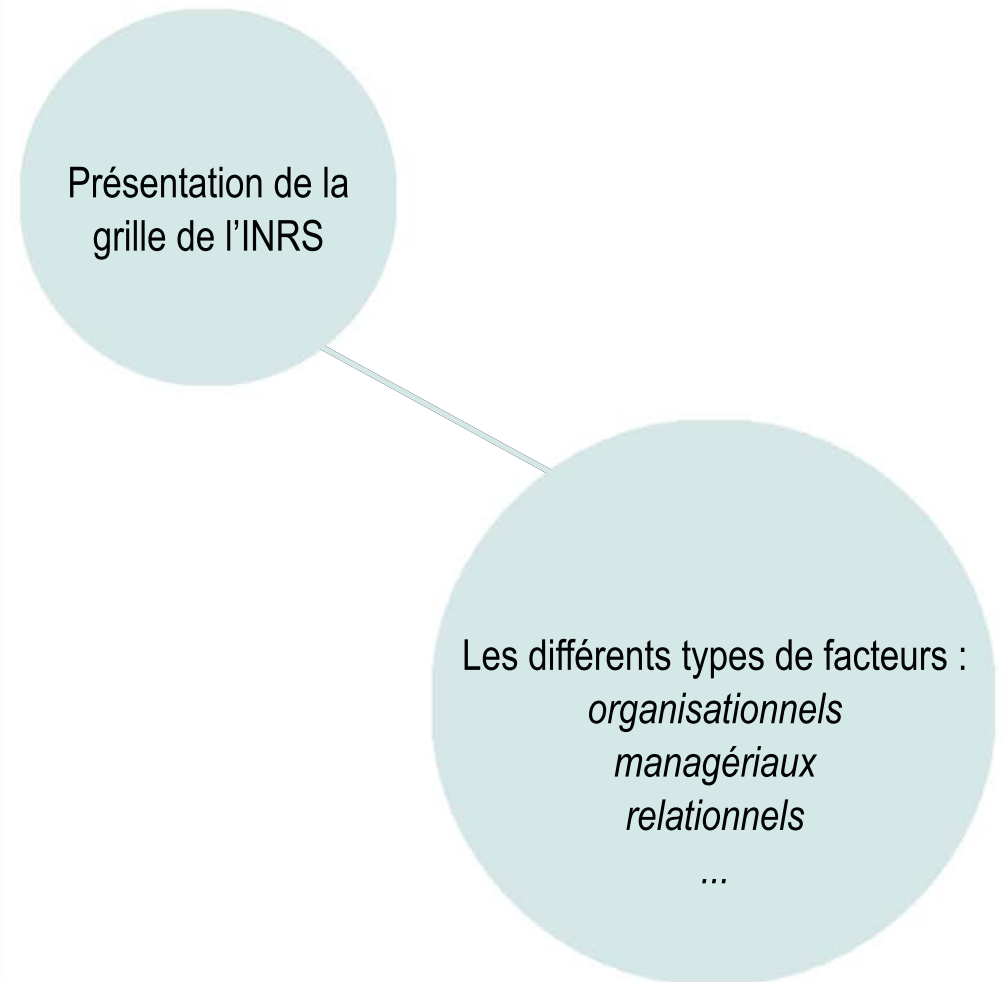 Présentation de la
grille de l’INRS
Les différents types de facteurs :
organisationnels
managériaux
relationnels
...